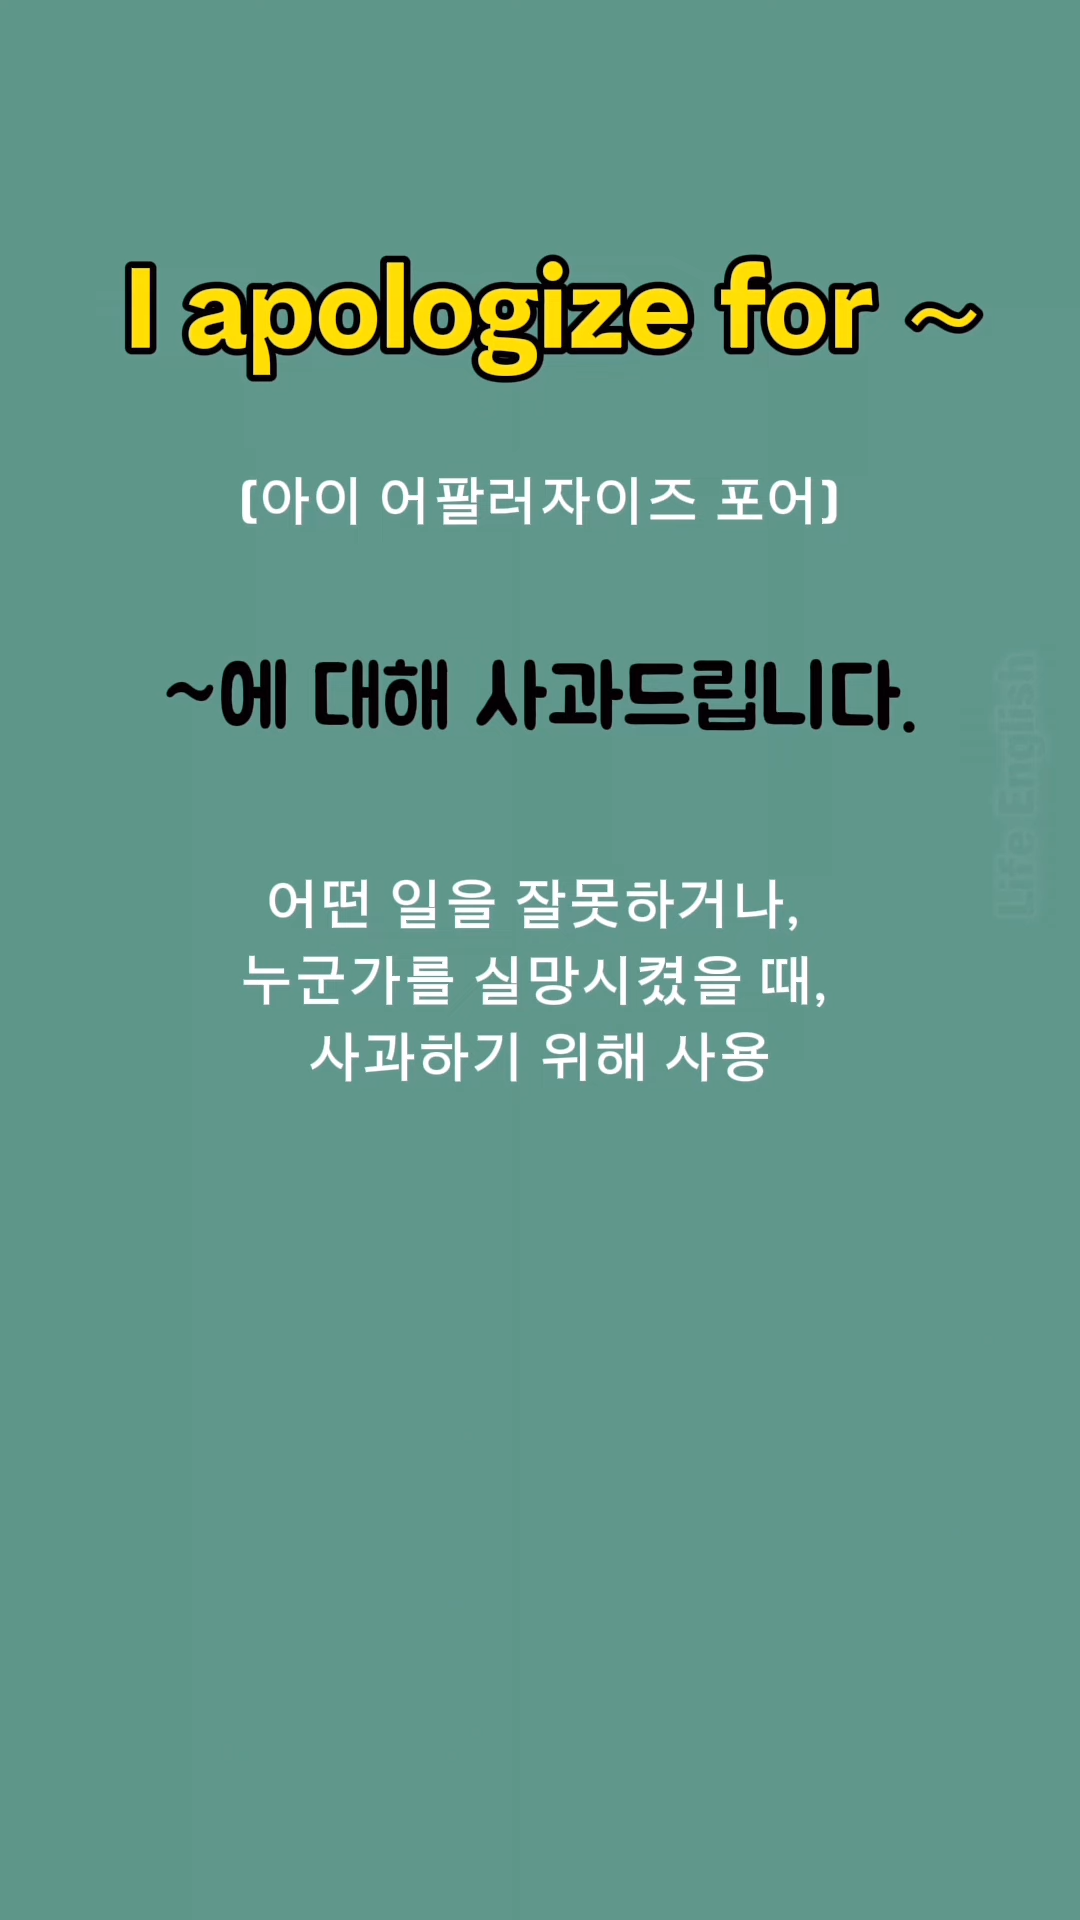 I apologize for ~
(아이 어팔러자이즈 포어)
~에 대해 사과드립니다.
어떤 일을 잘못하거나,
누군가를 실망시켰을 때,
사과하기 위해 사용
Life English